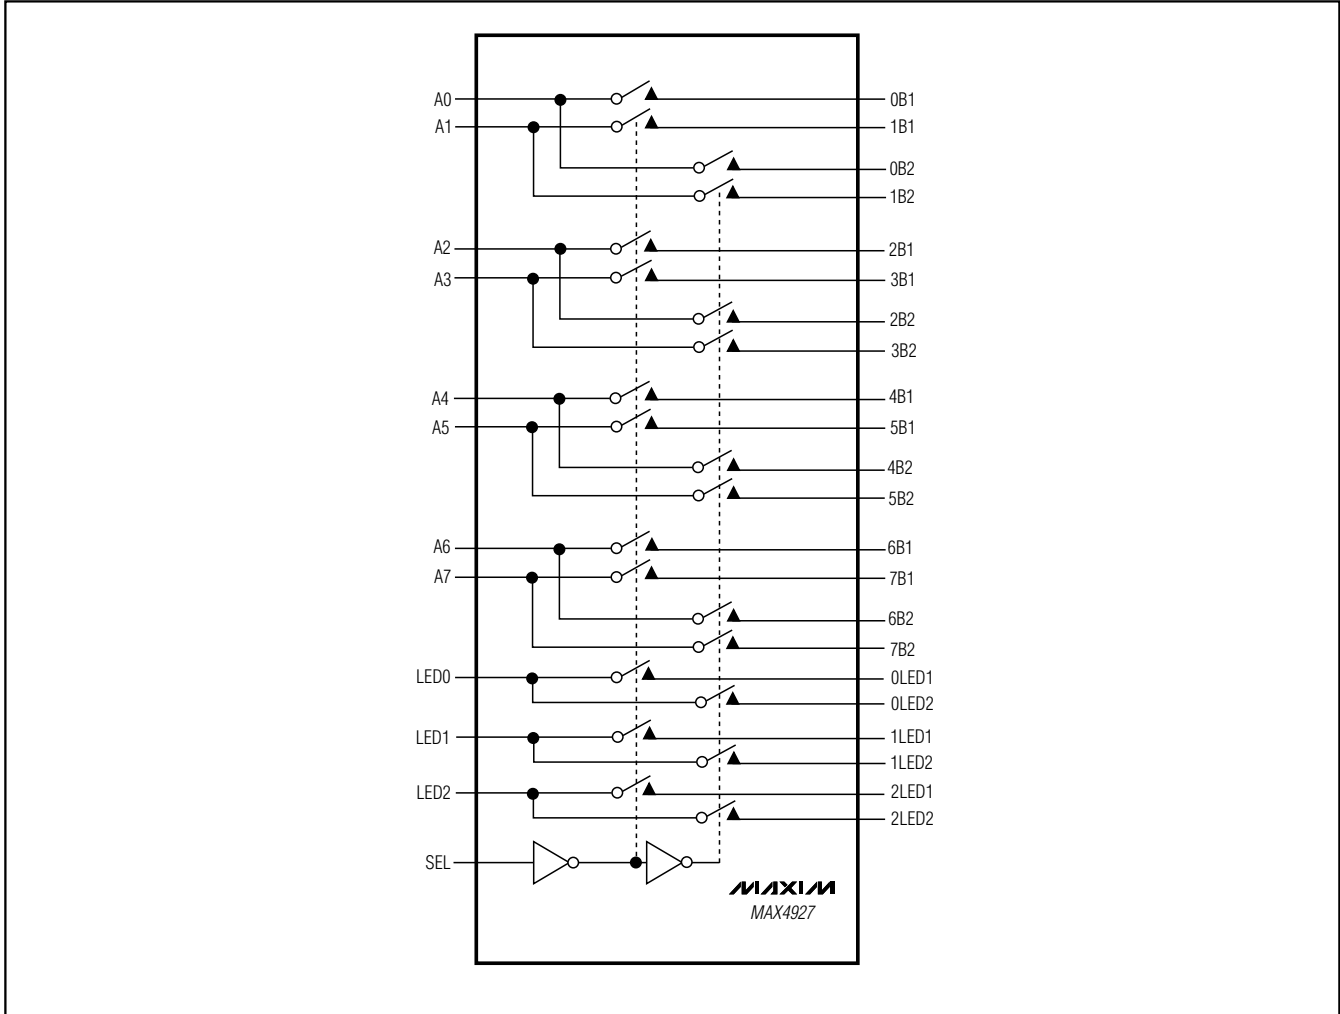 A0
0B1
A1
1B1
0B2
1B2
A2
2B1
A3
3B1
2B2
3B2
A4
4B1
A5
5B1
4B2
5B2
A6
6B1
A7
7B1
6B2
7B2
LED0
0LED1
0LED2
LED1
1LED1
1LED2
LED2
2LED1
2LED2
SEL
MAXIM
MAX4927